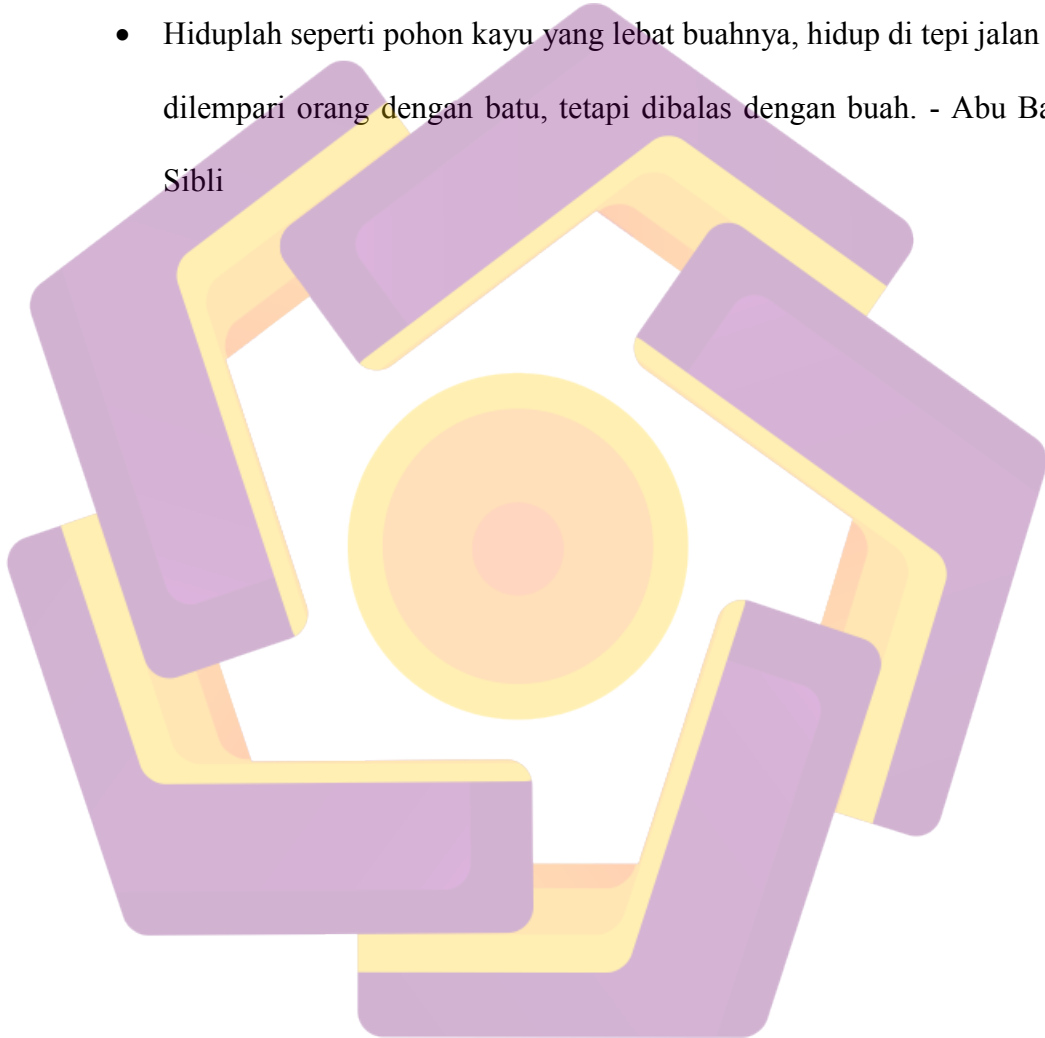 • Hiduplah seperti pohon kayu yang lebat buahnya, hidup di tepi jalan
dilempari orang dengan batu, tetapi dibalas dengan buah. - Abu Ba
Sibli